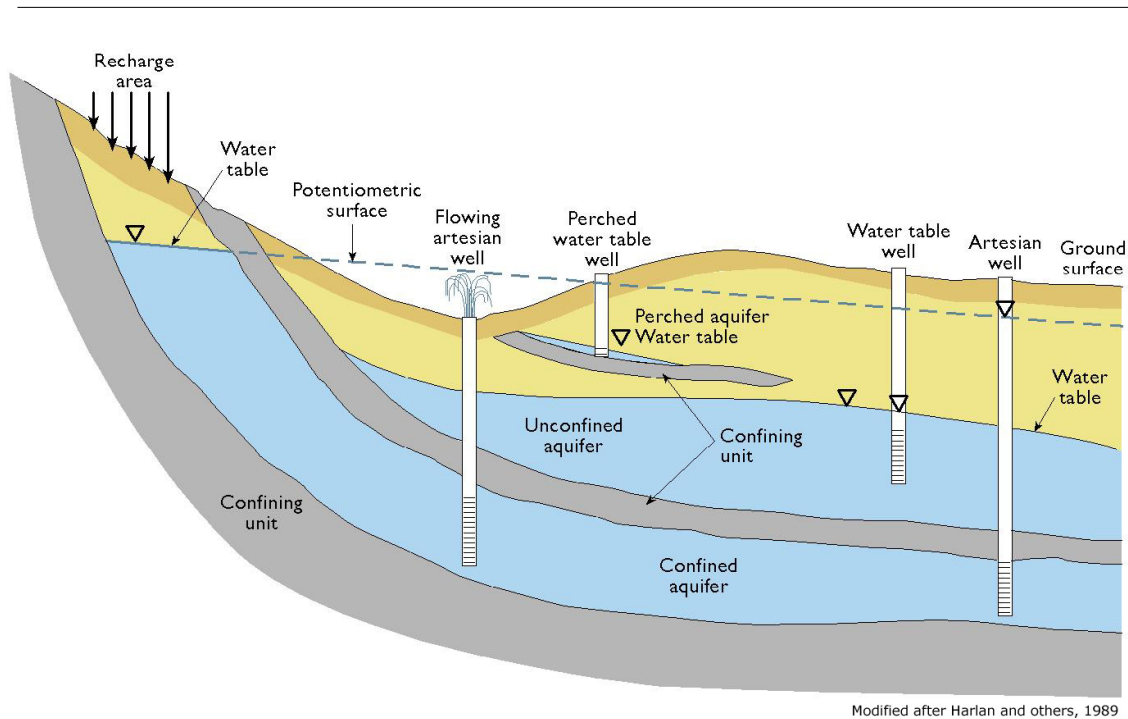 Recharge
area
Water
table
Potentiometric
surface
Flowing
artesian
well
Perched
water table
well
Water table
well
Artesian
well
Ground
surface
Perched aquifer
Water table
Water
table
Unconfined
aquifer
Confining
unit
Confining
unit
Confined
aquifer
Modified after Harlan and others, 1989